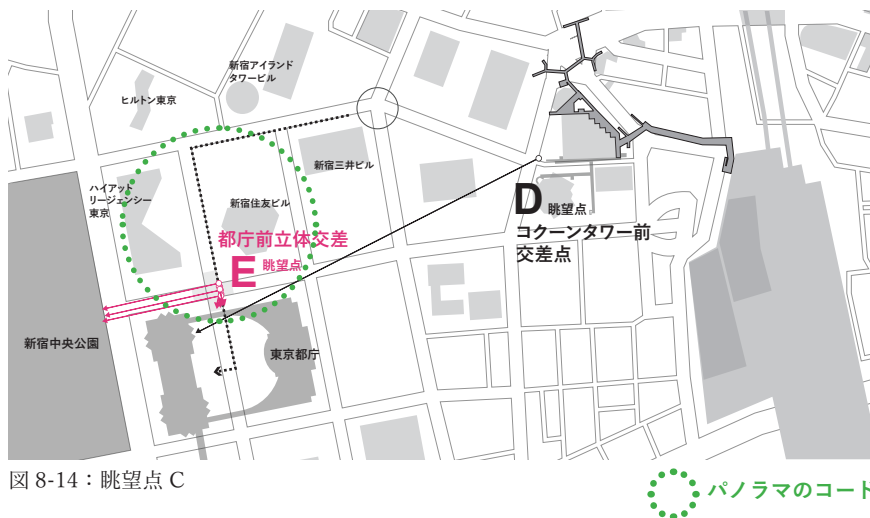 新宿アイランド
タワービル
ヒルトン東京
新宿三井ビル
ハイアット
リージェンシー
東京
新宿住友ビル
都庁前立体交差
E 眺望点
D 眺望点
コクーンタワー前
交差点
新宿中央公園
東京都庁
図 8-14：眺望点 C
パノラマのコート